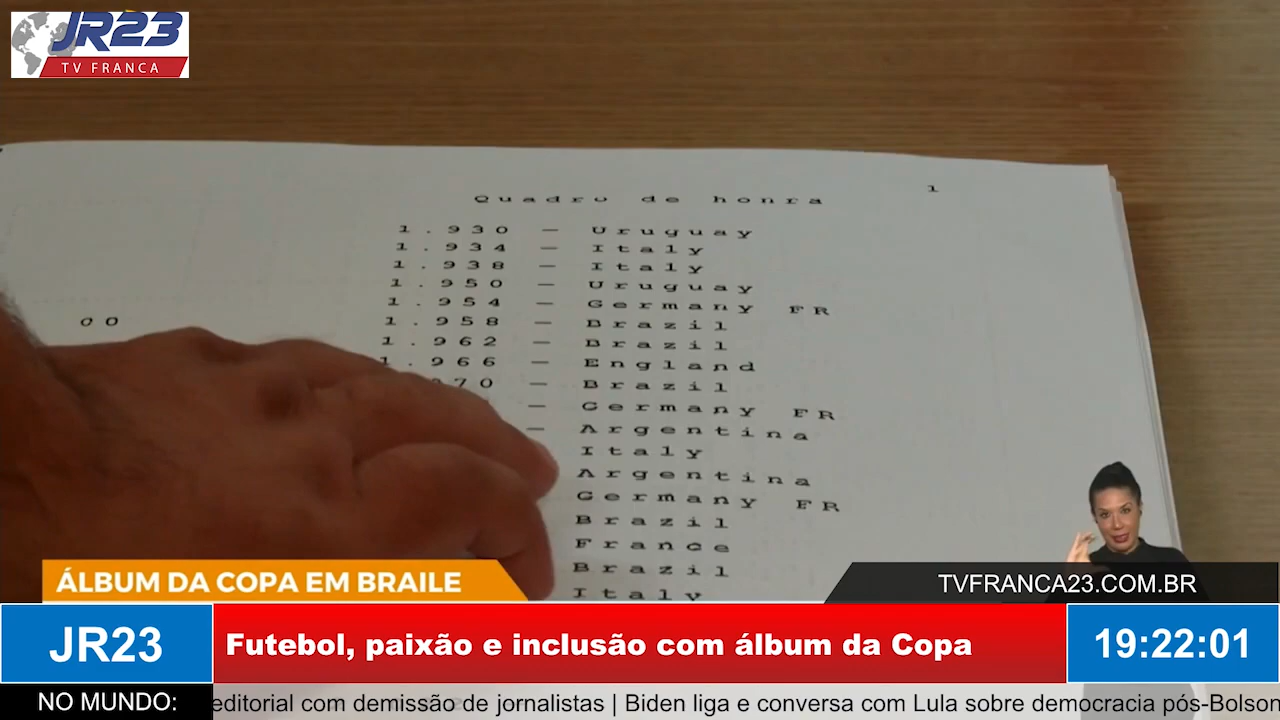 JR23
TV FRANCA
1
Quadro de honra
1.930 — Uruguay
1.934 — Italy
1.938 — Italy
1.950 — Uruguay
1.954 — Germany FR
00
1.958 — Brazil
1.962 — Brazil
1.966 — England
970 — Brazil
— Germany FR
— Argentina
Italy
Argentina
Germany FR
Brazil
France
Brazil
Italy
ÁLBUM DA COPA EM BRAILE
TVFRANCA23.COM.BR
JR23
Futebol, paixão e inclusão com álbum da Copa
19:22:01
NO MUNDO: editorial com demissão de jornalistas | Biden liga e conversa com Lula sobre democracia pós-Bolson